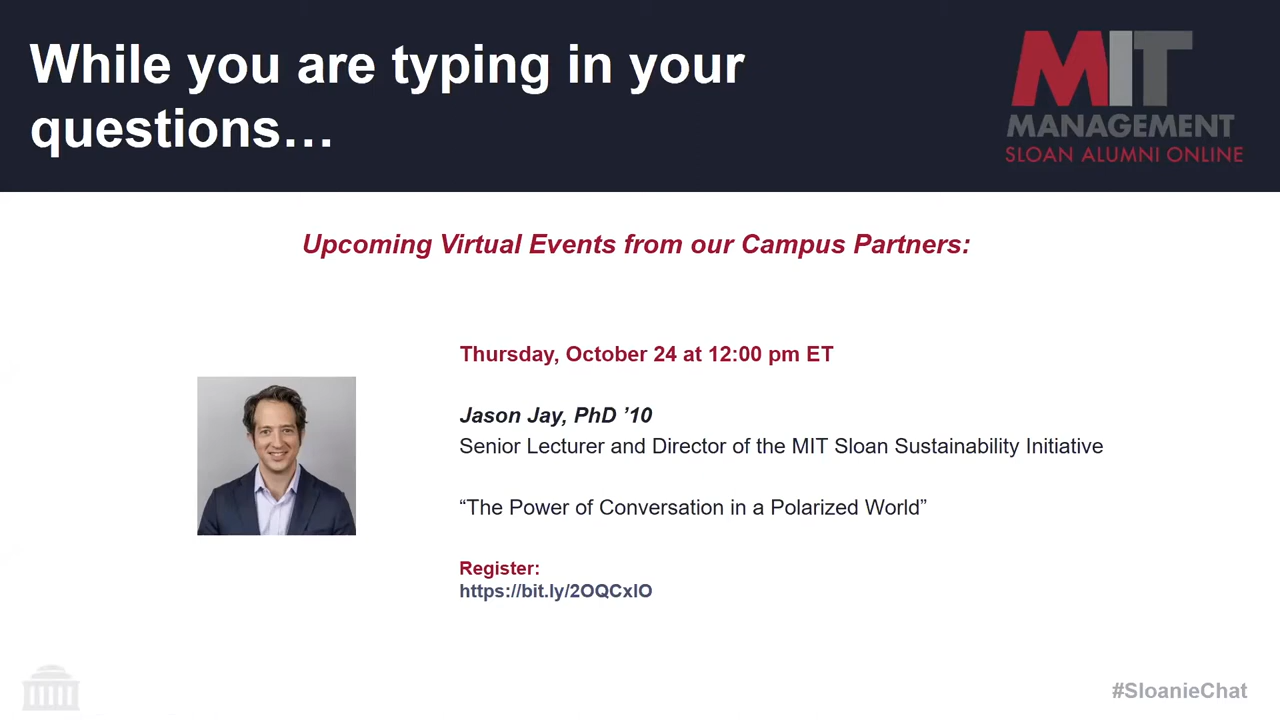 While you are typing in your
questions…
MIT
MANAGEMENT
SLOAN ALUMNI ONLINE
Upcoming Virtual Events from our Campus Partners:
Thursday, October 24 at 12:00 pm ET
Jason Jay, PhD ’10
Senior Lecturer and Director of the MIT Sloan Sustainability Initiative
“The Power of Conversation in a Polarized World”
Register:
https://bit.ly/2OQCxlO
#SloanieChat